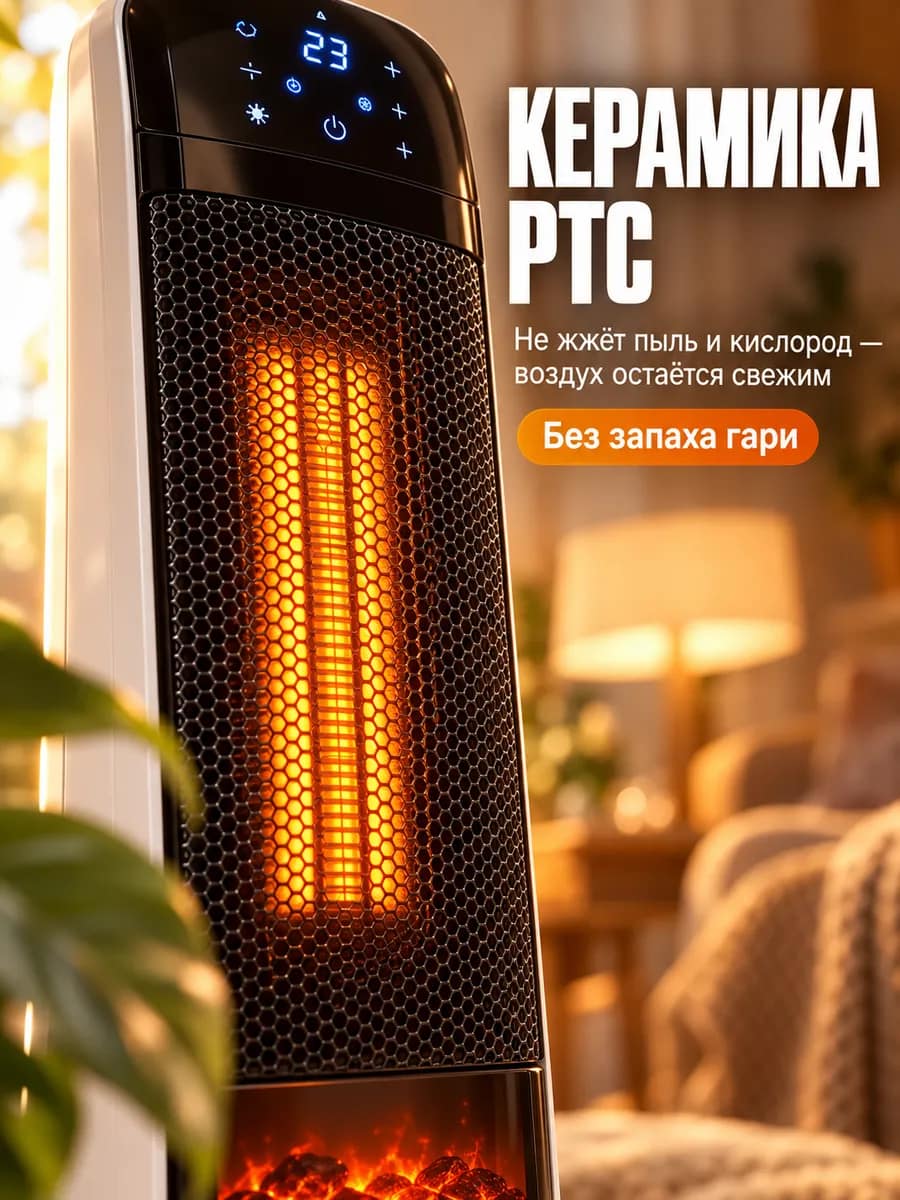 23
КЕРАМИКА
PTC
Не жжёт пыль и кислород —
воздух остаётся свежим
Без запаха гари